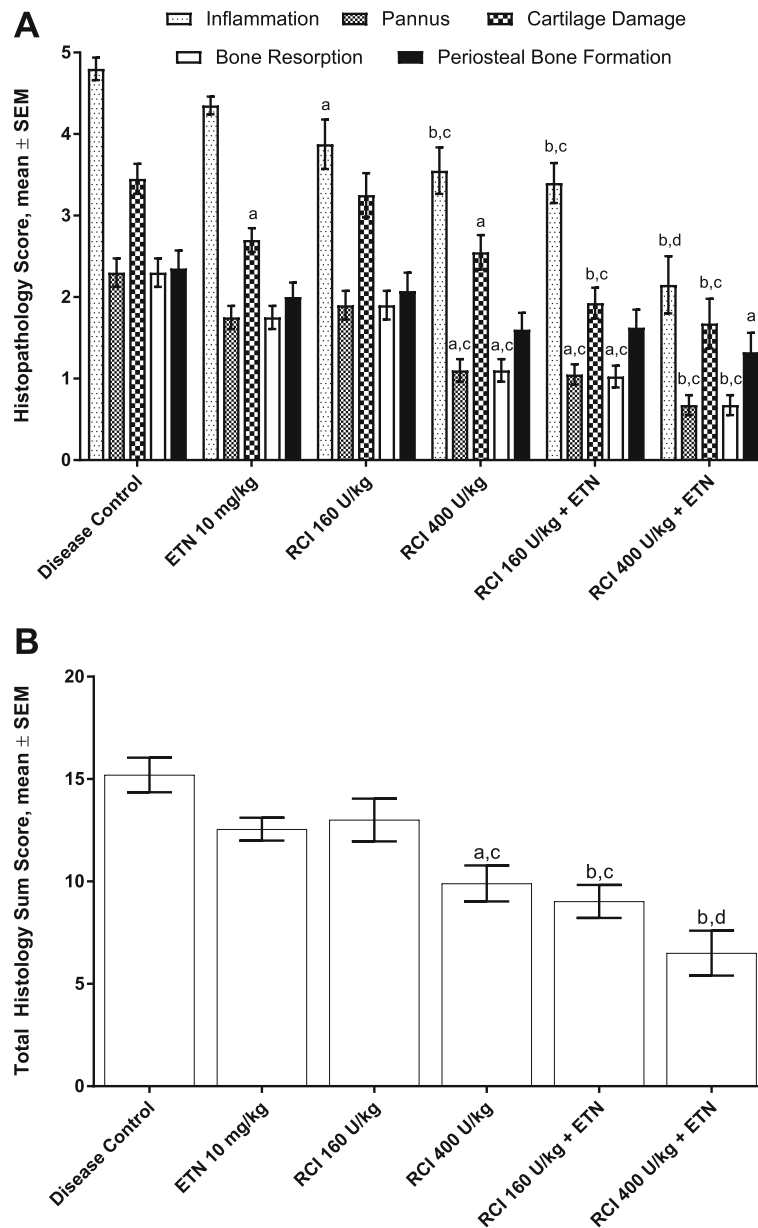 A
Inflammation Pannus Cartilage Damage
Bone Resorption Periosteal Bone Formation
Histopathology Score, mean ± SEM
5
4
3
2
1
0
a
a
b,c
a,c
a
a,c
b,c
a,c
b,c
a,c
b,d
b,c
b,c
b,c
a
Disease Control
ETN 10 mg/kg
RCI 160 U/kg
RCI 400 U/kg
RCI 160 U/kg + ETN
RCI 400 U/kg + ETN
B
Total Histology Sum Score, mean ± SEM
20
15
10
5
0
a,c
b,c
b,d
Disease Control
ETN 10 mg/kg
RCI 160 U/kg
RCI 400 U/kg
RCI 160 U/kg + ETN
RCI 400 U/kg + ETN